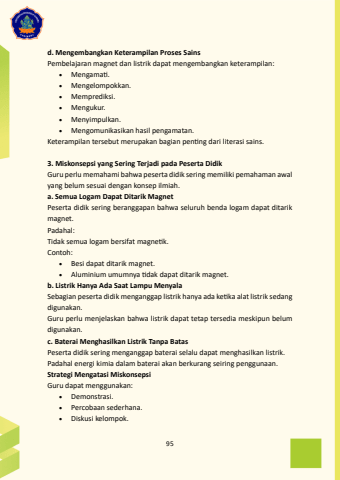 d. Mengembangkan Keterampilan Proses Sains
Pembelajaran magnet dan listrik dapat mengembangkan keterampilan:
• Mengamati.
• Mengelompokkan.
• Memprediksi.
• Mengukur.
• Menyimpulkan.
• Mengomunikasikan hasil pengamatan.
Keterampilan tersebut merupakan bagian penting dari literasi sains.
3. Miskonsepsi yang Sering Terjadi pada Peserta Didik
Guru perlu memahami bahwa peserta didik sering memiliki pemahaman awal
yang belum sesuai dengan konsep ilmiah.
a. Semua Logam Dapat Ditarik Magnet
Peserta didik sering beranggapan bahwa seluruh benda logam dapat ditarik
magnet.
Padahal:
Tidak semua logam bersifat magnetik.
Contoh:
• Besi dapat ditarik magnet.
• Aluminium umumnya tidak dapat ditarik magnet.
b. Listrik Hanya Ada Saat Lampu Menyala
Sebagian peserta didik menganggap listrik hanya ada ketika alat listrik sedang
digunakan.
Guru perlu menjelaskan bahwa listrik dapat tetap tersedia meskipun belum
digunakan.
c. Baterai Menghasilkan Listrik Tanpa Batas
Peserta didik sering menganggap baterai selalu dapat menghasilkan listrik.
Padahal energi kimia dalam baterai akan berkurang seiring penggunaan.
Strategi Mengatasi Miskonsepsi
Guru dapat menggunakan:
• Demonstrasi.
• Percobaan sederhana.
• Diskusi kelompok.
95